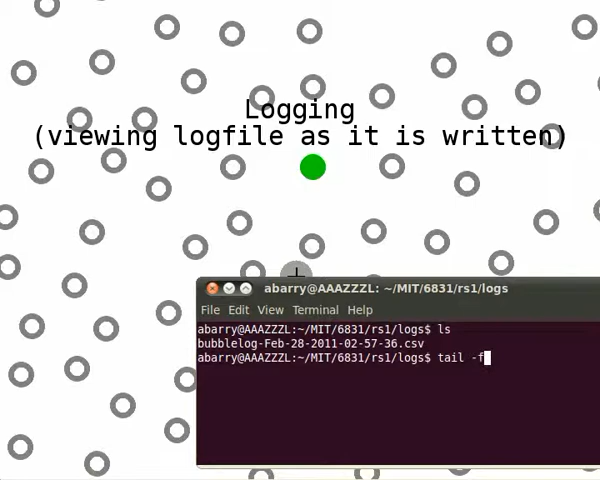 Logging
(viewing logfile as it is written)
abarry@AAAZZZL: ~/MIT/6831/rs1/logs
File Edit View Terminal Help
abarry@AAAZZZL:~/MIT/6831/rs1/logs$ ls
bubblelog-Feb-28-2011-02-57-36.csv
abarry@AAAZZZL:~/MIT/6831/rs1/logs$ tail -f